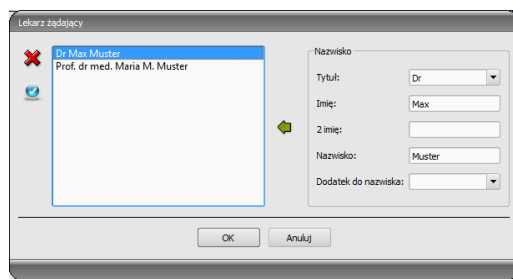 Lekarz żądający
Dr Max Muster
Prof. dr med. Maria M. Muster
Nazwisko
Tytuł: Dr
Imię: Max
2 imię:
Nazwisko: Muster
Dodatek do nazwiska:
OK Anuluj